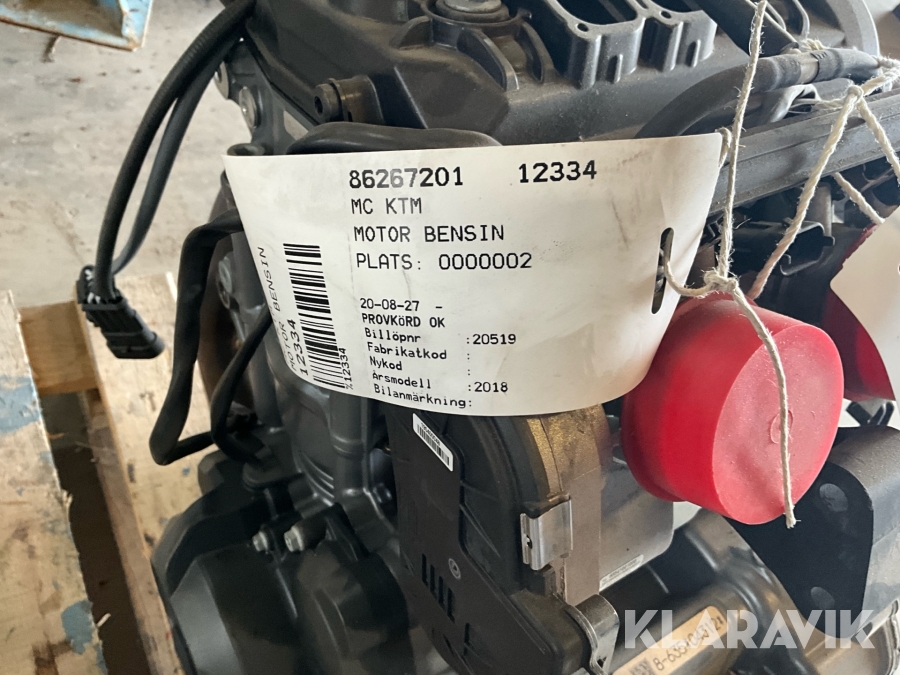 86267201 12334
MC KTM
MOTOR BENSIN
PLATS: 0000002
20-08-27 -
PROVKöRD OK
Billöpnr :20519
Fabrikatkod :
Nykod :
Årsmodell :2018
Bilanmärkning:
MOTOR BENSIN
12334
%12334
KLARAVIK